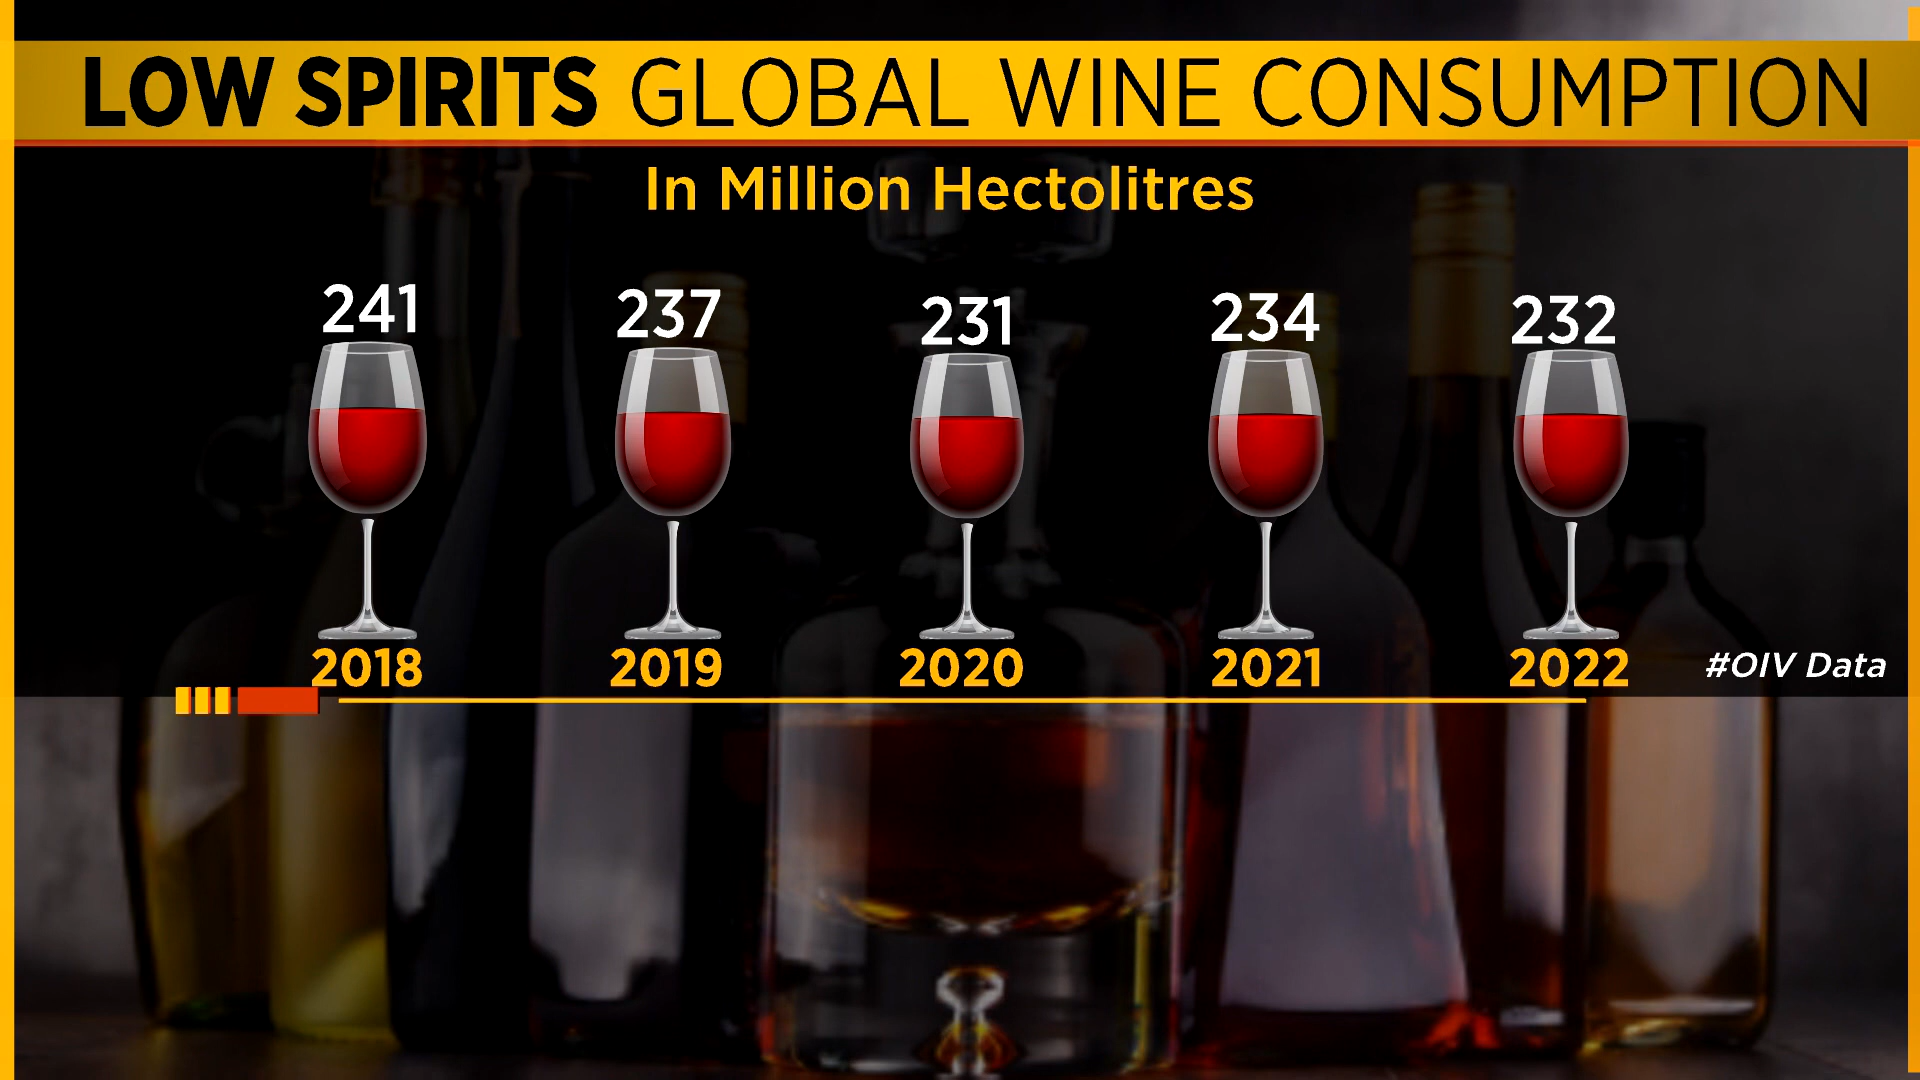 LOW SPIRITS GLOBAL WINE CONSUMPTION
In Million Hectolitres
241 237 231 234 232
2018 2019 2020 2021 2022 #OIV Data